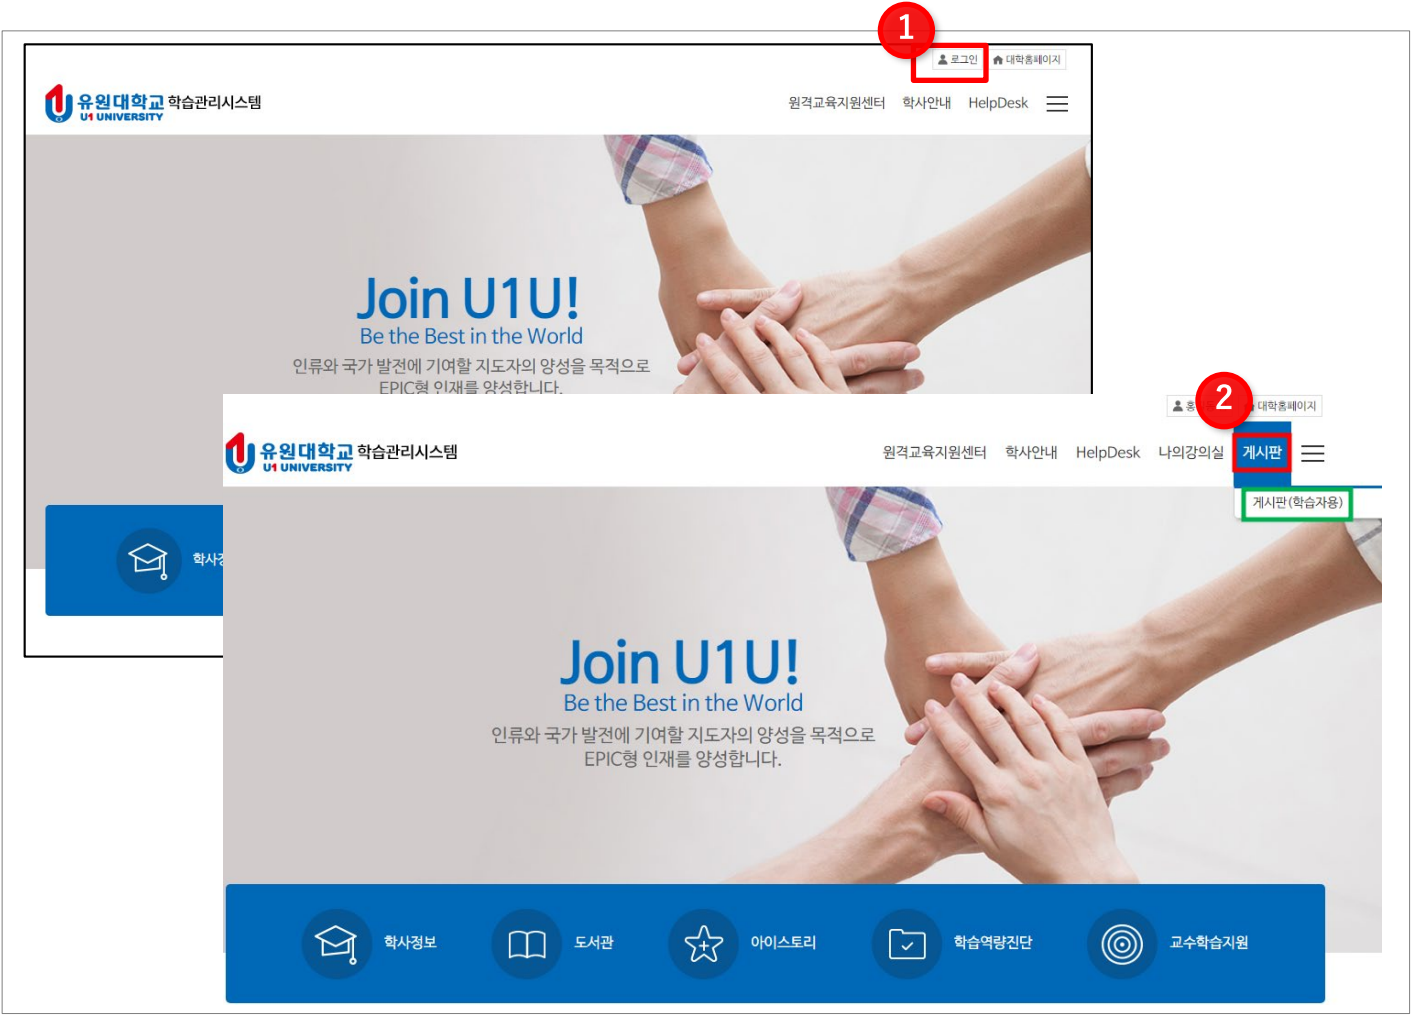 1
로그인 대학홈페이지
유원대학교 학습관리시스템
U1 UNIVERSITY
원격교육지원센터 학사안내 HelpDesk
Join U1U!
Be the Best in the World
인류와 국가 발전에 기여할 지도자의 양성을 목적으로
EPIC형 인재를 양성합니다.
2
대학홈페이지
유원대학교 학습관리시스템
U1 UNIVERSITY
원격교육지원센터 학사안내 HelpDesk 나의강의실 게시판
게시판(학습자용)
Join U1U!
Be the Best in the World
인류와 국가 발전에 기여할 지도자의 양성을 목적으로
EPIC형 인재를 양성합니다.
학사정보 도서관 아이스토리 학습역량진단 교수학습지원